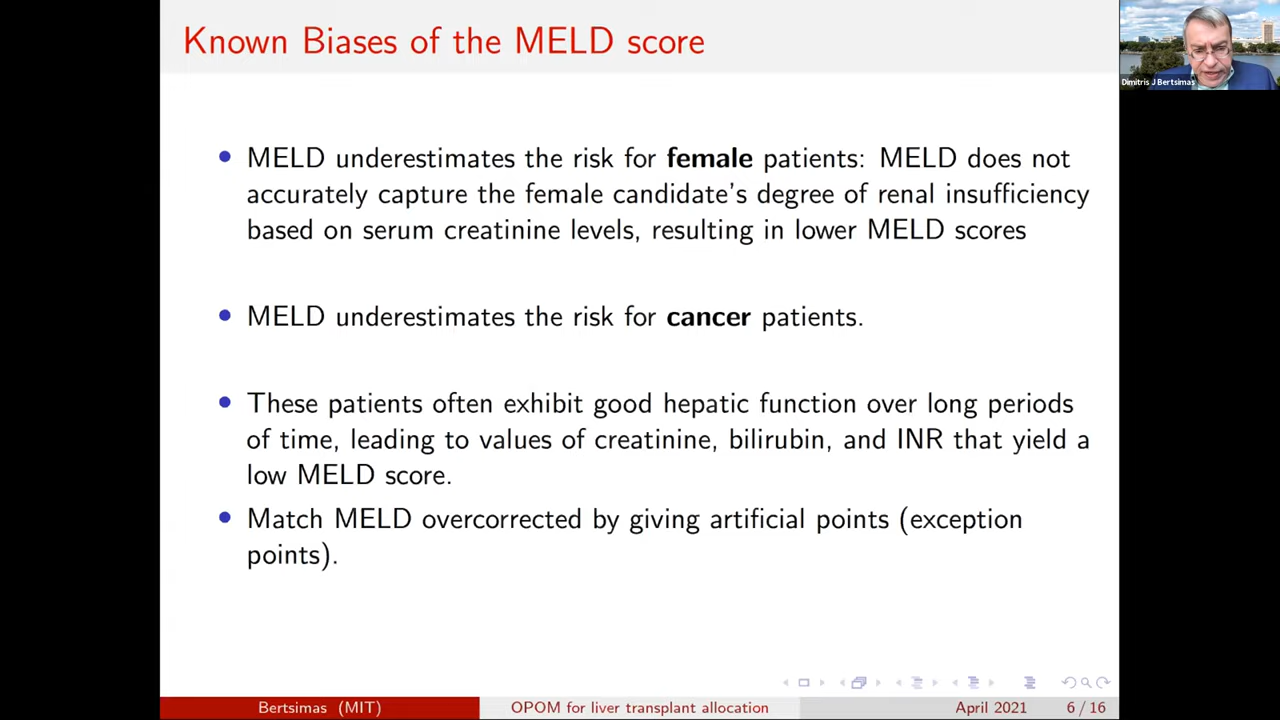 Known Biases of the MELD score
Dimitris J Bertsimas
• MELD underestimates the risk for female patients: MELD does not
accurately capture the female candidate's degree of renal insufficiency
based on serum creatinine levels, resulting in lower MELD scores
• MELD underestimates the risk for cancer patients.
• These patients often exhibit good hepatic function over long periods
of time, leading to values of creatinine, bilirubin, and INR that yield a
low MELD score.
• Match MELD overcorrected by giving artificial points (exception
points).
Bertsimas (MIT)
OPOM for liver transplant allocation
April 2021
6 / 16